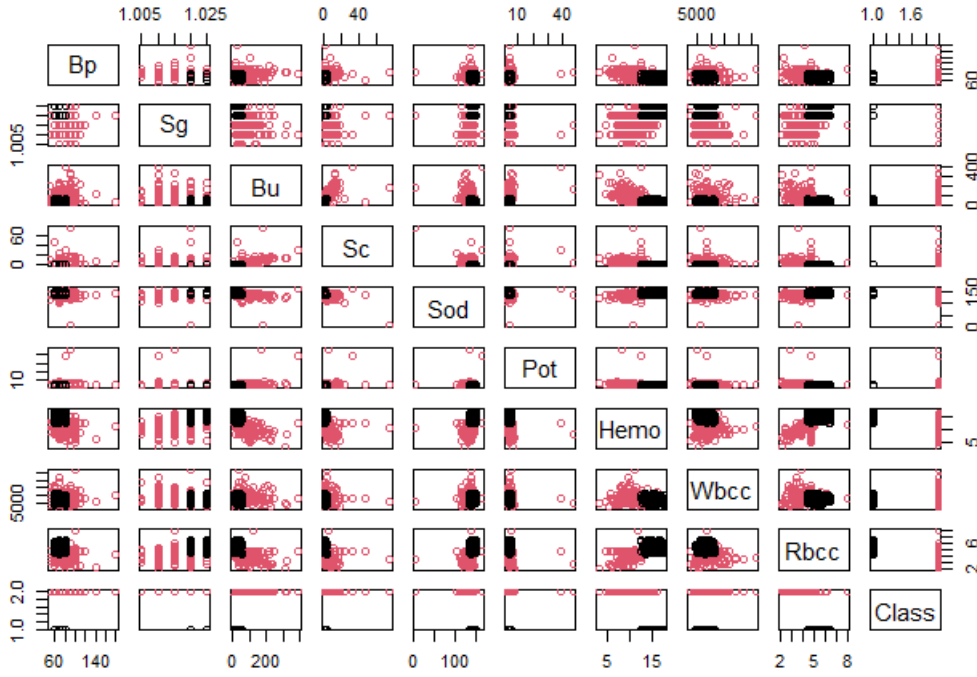 1.005 1.025 0 40 10 40 5000 1.0 1.6
Bp 60
1.005 Sg
Bu 0 400
0 60 Sc
Sod 0 150
10 Pot
Hemo 5
5000 Wbcc
Rbcc 2 6
1.0 2.0 Class
60 140 0 200 0 100 5 15 2 5 8